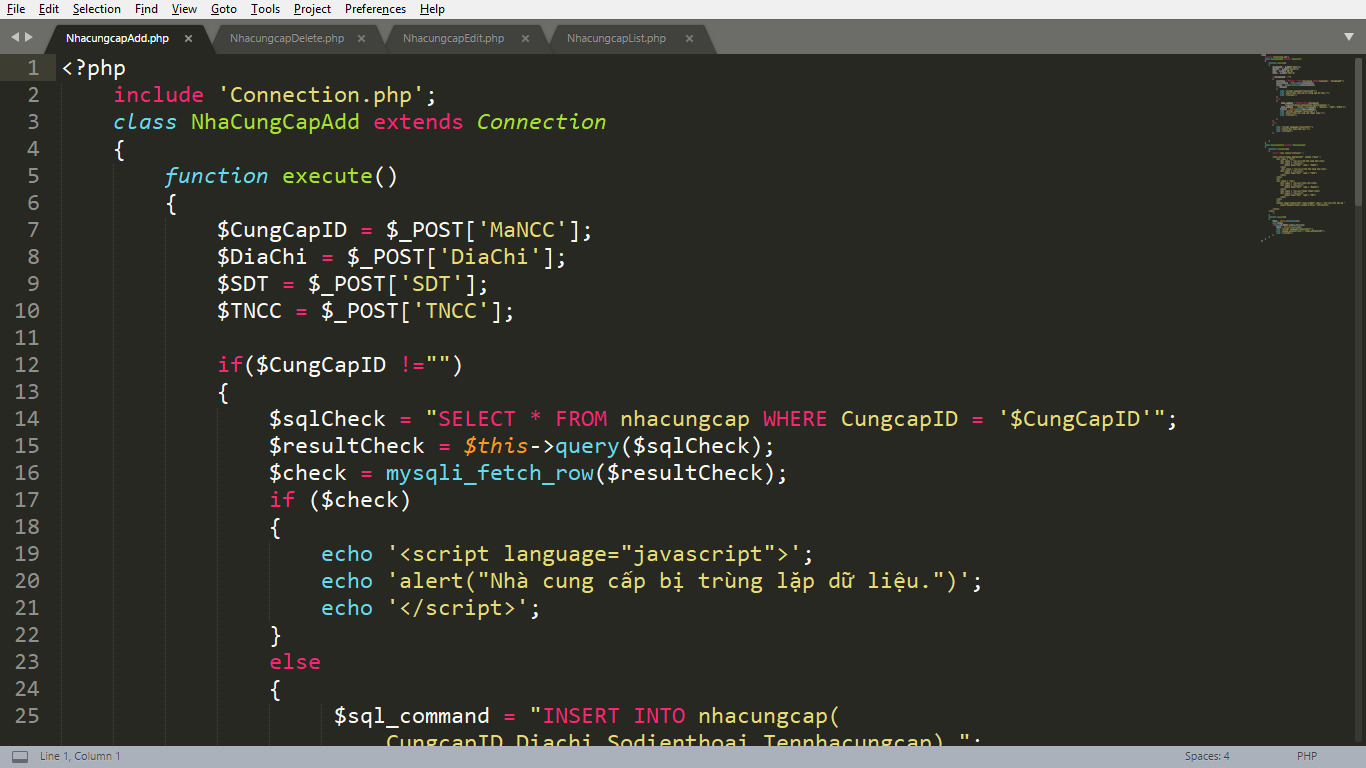 File Edit Selection Find View Goto Tools Project Preferences Help
NhacungcapAdd.php × NhacungcapDelete.php × NhacungcapEdit.php × NhacungcapList.php ×
1 <?php
2 include 'Connection.php';
3 class NhaCungCapAdd extends Connection
4 {
5 function execute()
6 {
7 $CungCapID = $_POST['MaNCC'];
8 $DiaChi = $_POST['DiaChi'];
9 $SDT = $_POST['SDT'];
10 $TNCC = $_POST['TNCC'];
11
12 if($CungCapID !="")
13 {
14 $sqlCheck = "SELECT * FROM nhacungcap WHERE CungcapID = '$CungCapID'";
15 $resultCheck = $this->query($sqlCheck);
16 $check = mysqli_fetch_row($resultCheck);
17 if ($check)
18 {
19 echo '<script language="javascript">';
20 echo 'alert("Nhà cung cấp bị trùng lặp dữ liệu.")';
21 echo '</script>';
22 }
23 else
24 {
25 $sql_command = "INSERT INTO nhacungcap(
CungcapID,Diachi,Sodienthoai,Tennhacungcap) ";
Line 1, Column 1 Spaces: 4 PHP